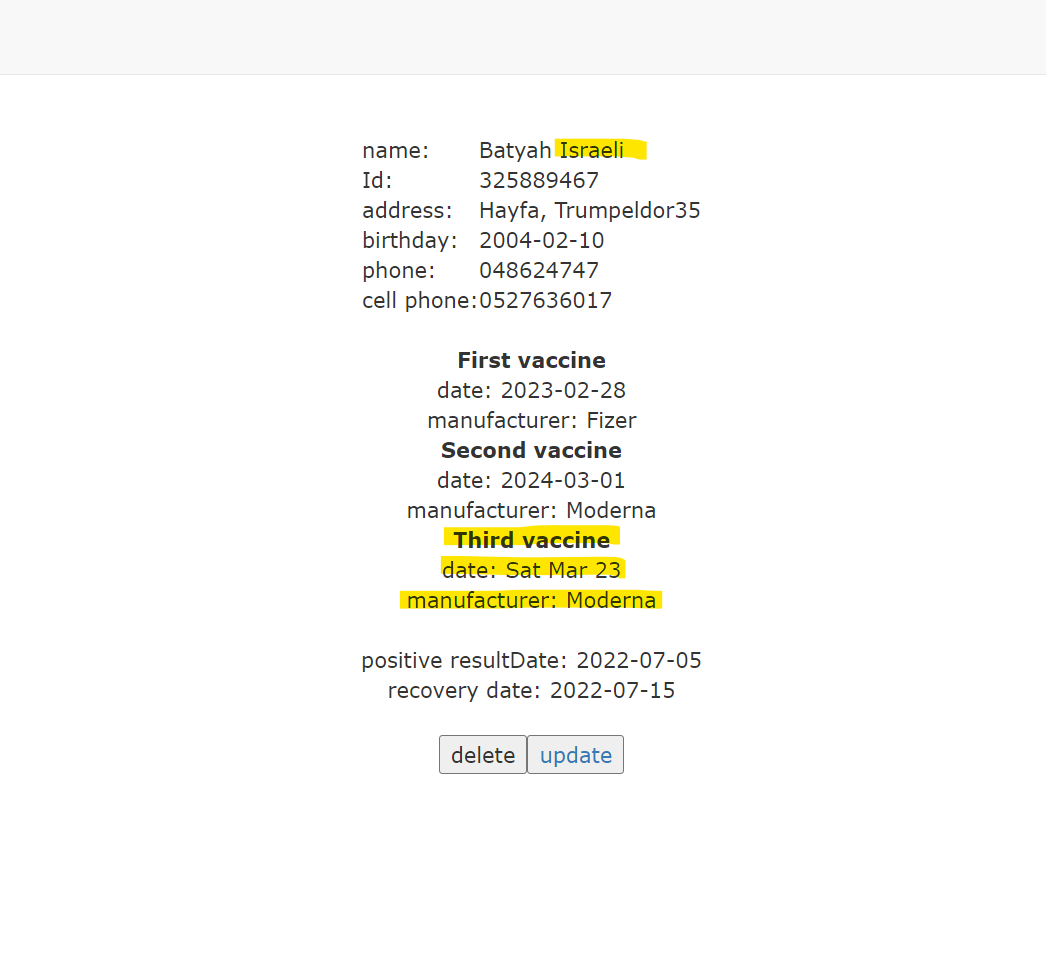 name: Batyah Israeli
Id: 325889467
address: Hayfa, Trumpeldor35
birthday: 2004-02-10
phone: 048624747
cell phone:0527636017
First vaccine
date: 2023-02-28
manufacturer: Fizer
Second vaccine
date: 2024-03-01
manufacturer: Moderna
Third vaccine
date: Sat Mar 23
manufacturer: Moderna
positive resultDate: 2022-07-05
recovery date: 2022-07-15
delete update